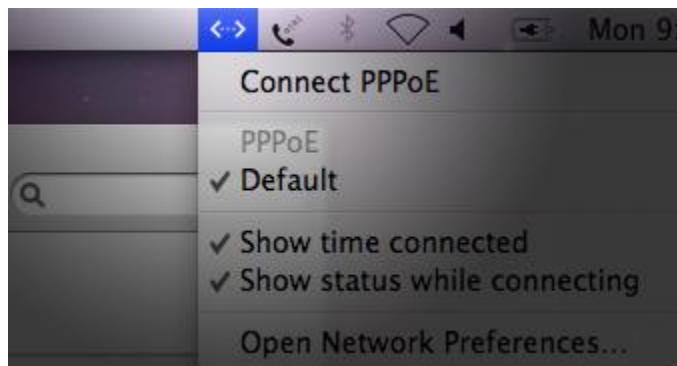 Mon 9
Connect PPPoE
PPPoE
Default
Show time connected
Show status while connecting
Open Network Preferences...